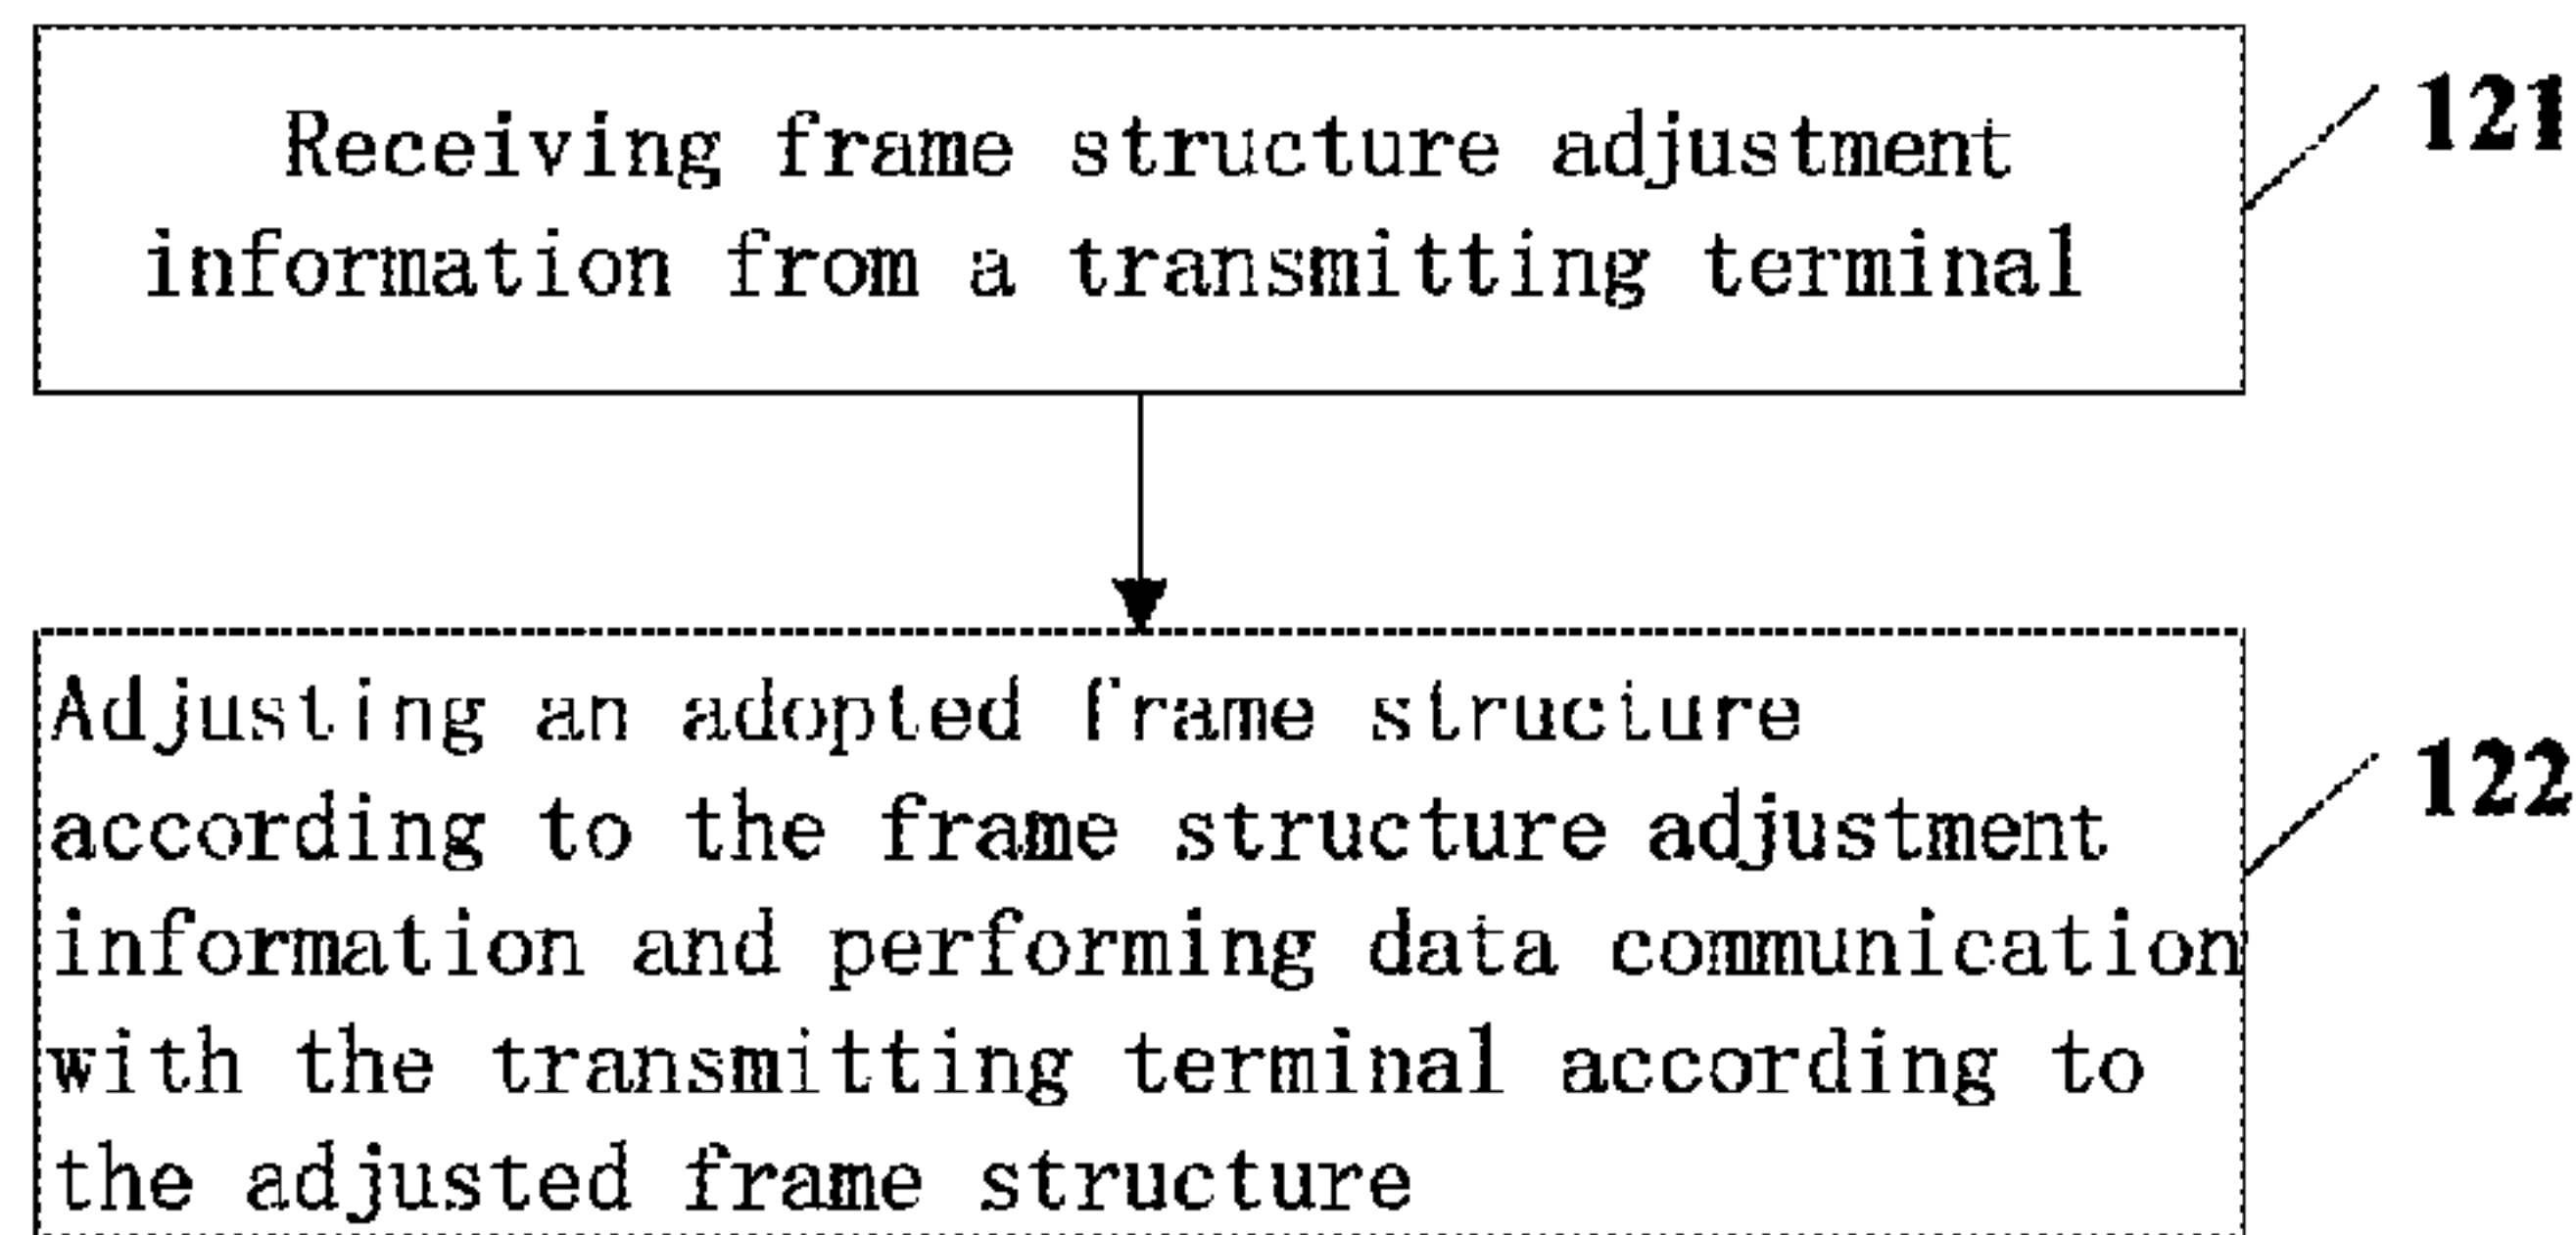 Receiving frame structure adjustment
information from a transmitting terminal
121
Adjusting an adopted frame structure
according to the frame structure adjustment
information and performing data communication
with the transmitting terminal according to
the adjusted frame structure
122